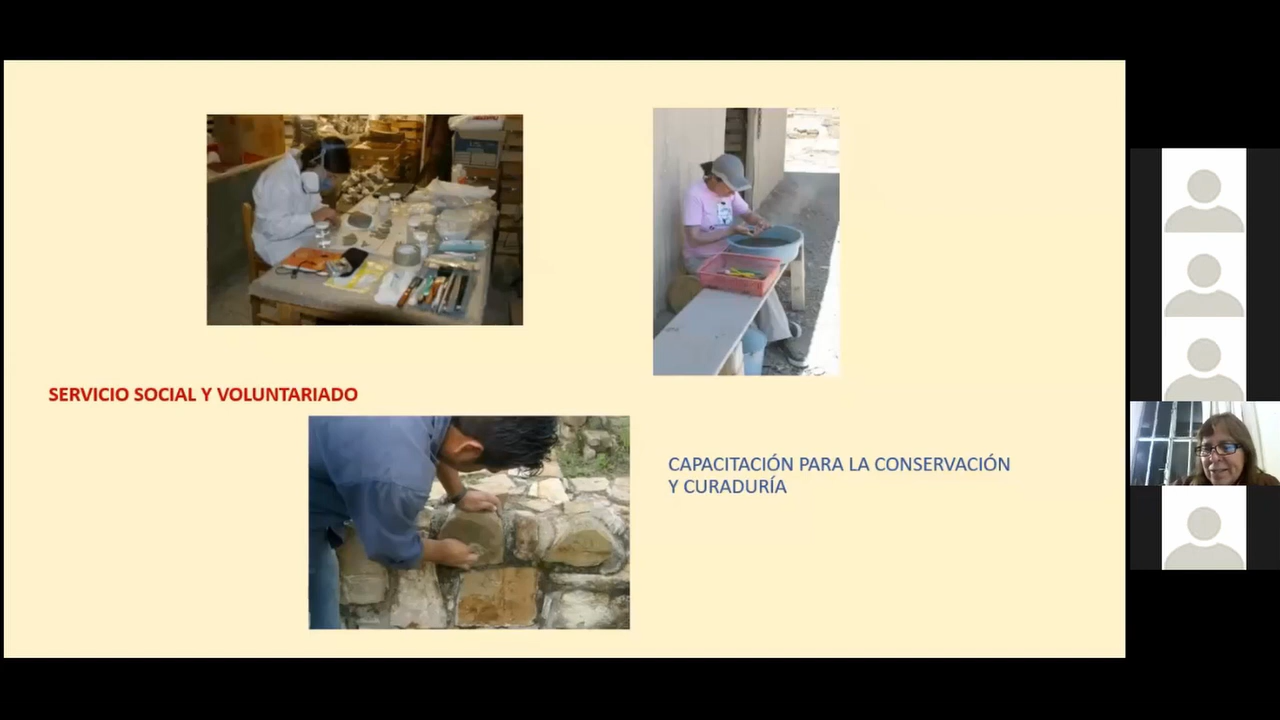 SERVICIO SOCIAL Y VOLUNTARIADO
CAPACITACIÓN PARA LA CONSERVACIÓN
Y CURADURÍA